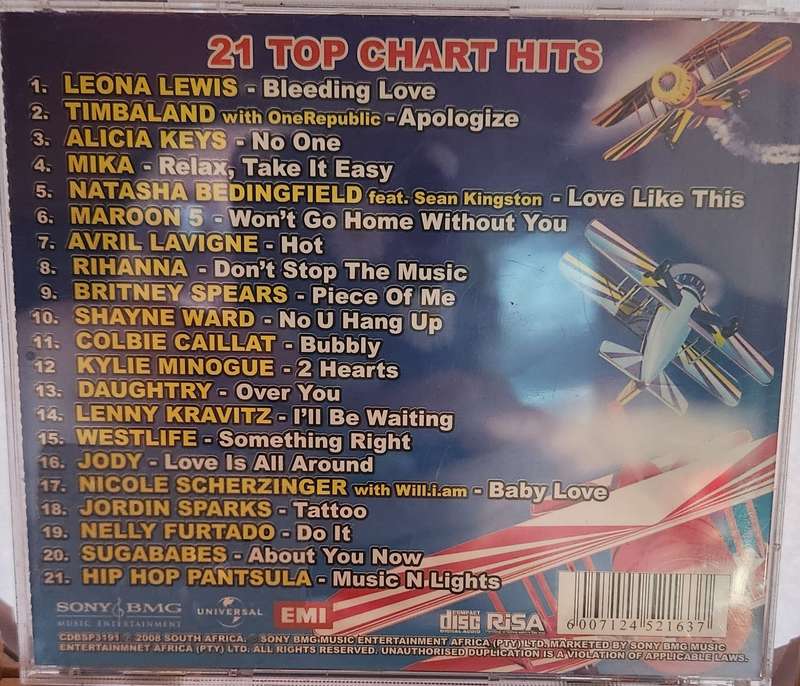 21 TOP CHART HITS
1. LEONA LEWIS - Bleeding Love
2. TIMBALAND with OneRepublic - Apologize
3. ALICIA KEYS - No One
4. MIKA - Relax, Take It Easy
5. NATASHA BEDINGFIELD feat. Sean Kingston - Love Like This
6. MAROON 5 - Won't Go Home Without You
7. AVRIL LAVIGNE - Hot
8. RIHANNA - Don't Stop The Music
9. BRITNEY SPEARS - Piece Of Me
10. SHAYNE WARD - No U Hang Up
11. COLBIE CAILLAT - Bubbly
12 KYLIE MINOGUE - 2 Hearts
13. DAUGHTRY - Over You
14. LENNY KRAVITZ - I'll Be Waiting
15. WESTLIFE - Something Right
16. JODY - Love Is All Around
17. NICOLE SCHERZINGER with Will.i.am - Baby Love
18. JORDIN SPARKS - Tattoo
19. NELLY FURTADO - Do It
20. SUGABABES - About You Now
21. HIP HOP PANTSULA - Music N Lights
SONY BMG
MUSIC ENTERTAINMENT
UNIVERSAL
EMI
COMPACT
disc
DIGITAL AUDIO
RiSA
6007124521637
CDBSP3191 2008 SOUTH AFRICA. SONY BMG MUSIC ENTERTAINMENT AFRICA (PTY) LTD. MARKETED BY SONY BMG MUSIC
ENTERTAINMNET AFRICA (PTY) LTD. ALL RIGHTS RESERVED. UNAUTHORISED DUPLICATION IS A VIOLATION OF APPLICABLE LAWS.